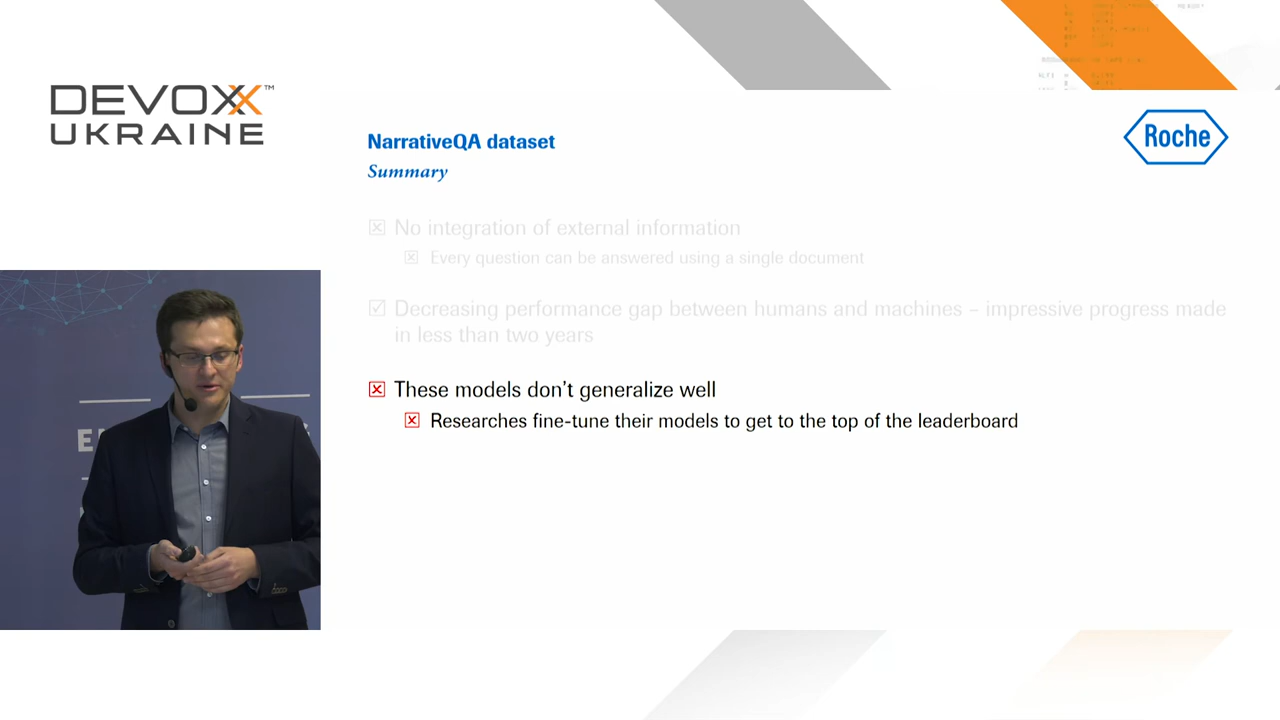 DEVOXX™
UKRAINE
Roche
NarrativeQA dataset
Summary
No integration of external information
Every question can be answered using a single document
Decreasing performance gap between humans and machines – impressive progress made
in less than two years
These models don't generalize well
Researches fine-tune their models to get to the top of the leaderboard